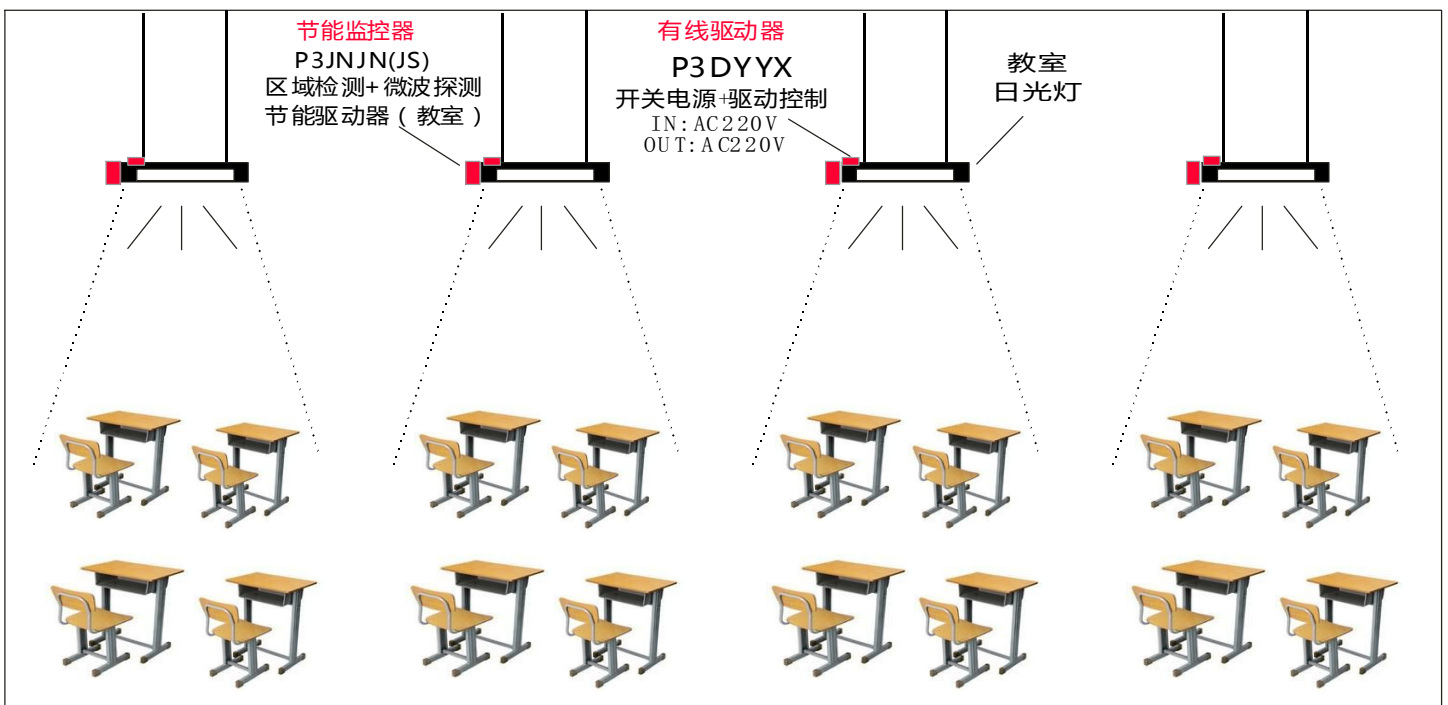 节能监控器
P3JNJN(JS)
区域检测+微波探测
节能驱动器（教室）
有线驱动器
P3DYYX
开关电源+驱动控制
IN:AC220V
OUT:AC220V
教室
日光灯